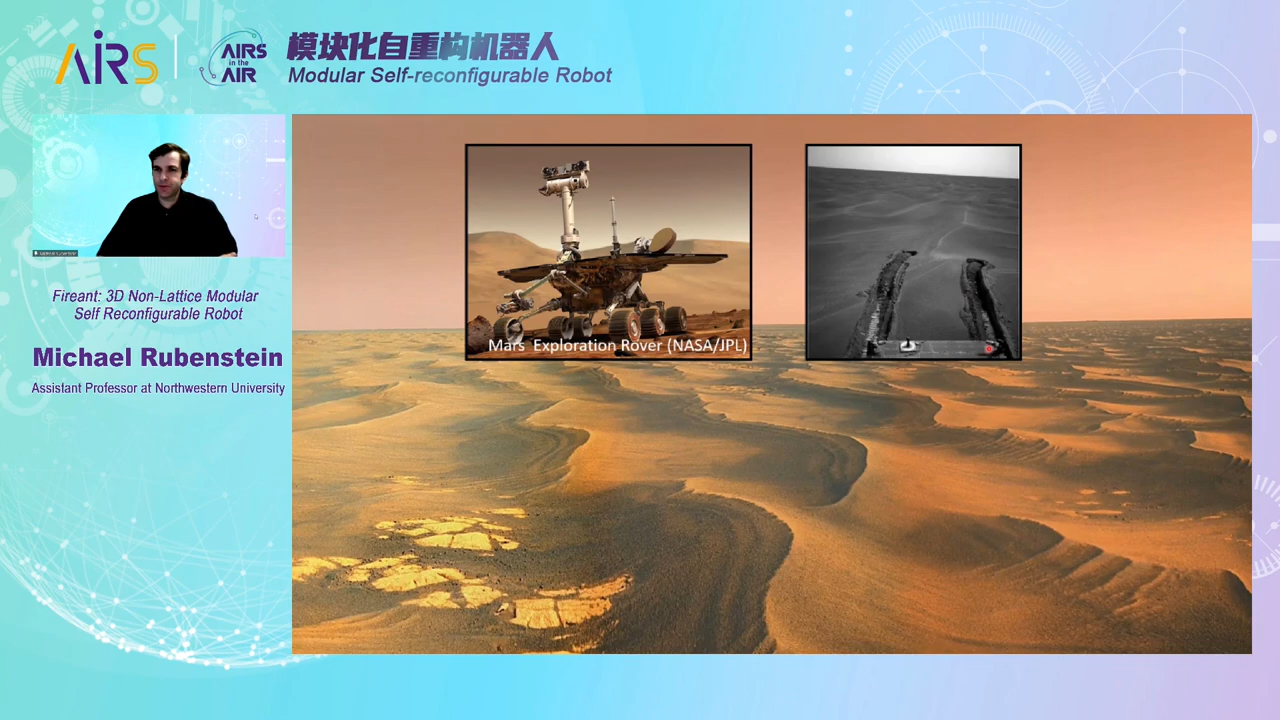 AIRS
AIRS
in the
AIR
模块化自重构机器人
Modular Self-reconfigurable Robot
Fireant: 3D Non-Lattice Modular
Self Reconfigurable Robot
Michael Rubenstein
Assistant Professor at Northwestern University
Mars Exploration Rover (NASA/JPL)